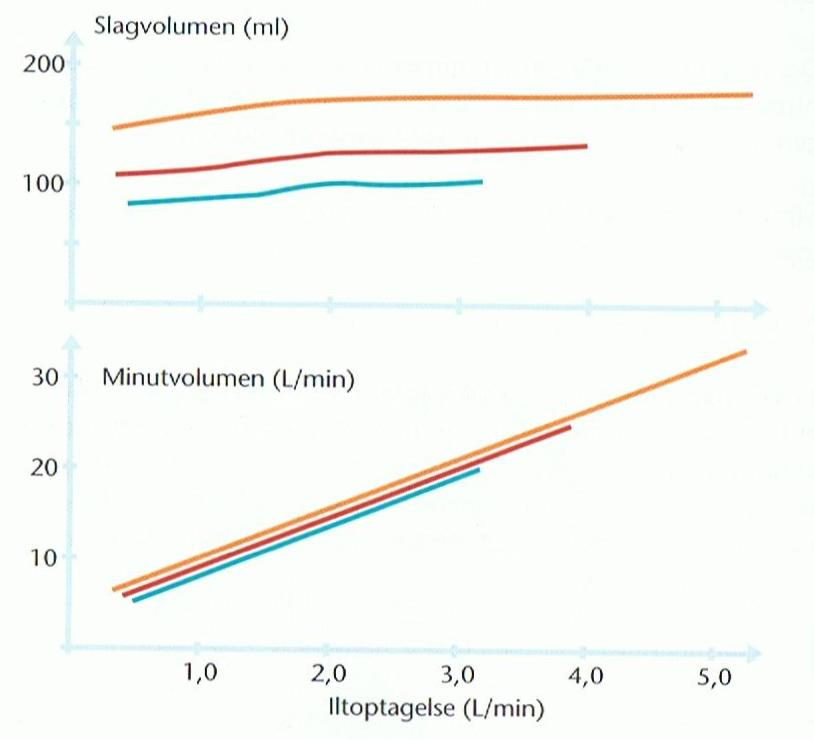 Slagvolumen (ml)
200
100
Minutvolumen (L/min)
30
20
10
1,0 2,0 3,0 4,0 5,0
Iltoptagelse (L/min)